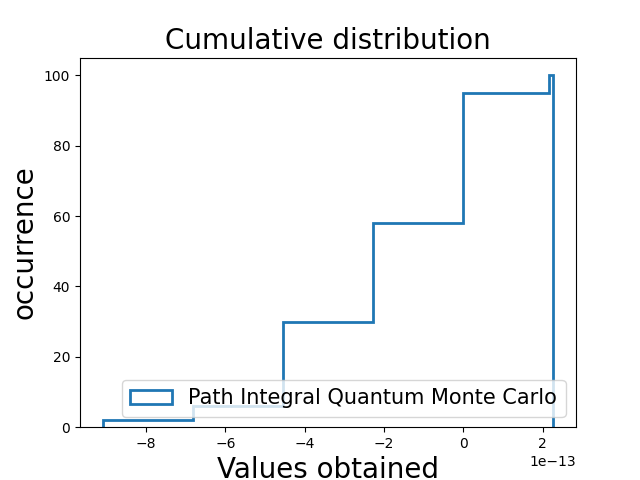 Cumulative distribution
occurrence
100
80
60
40
20
0
Path Integral Quantum Monte Carlo
−8 −6 −4 −2 0 2
1e−13
Values obtained